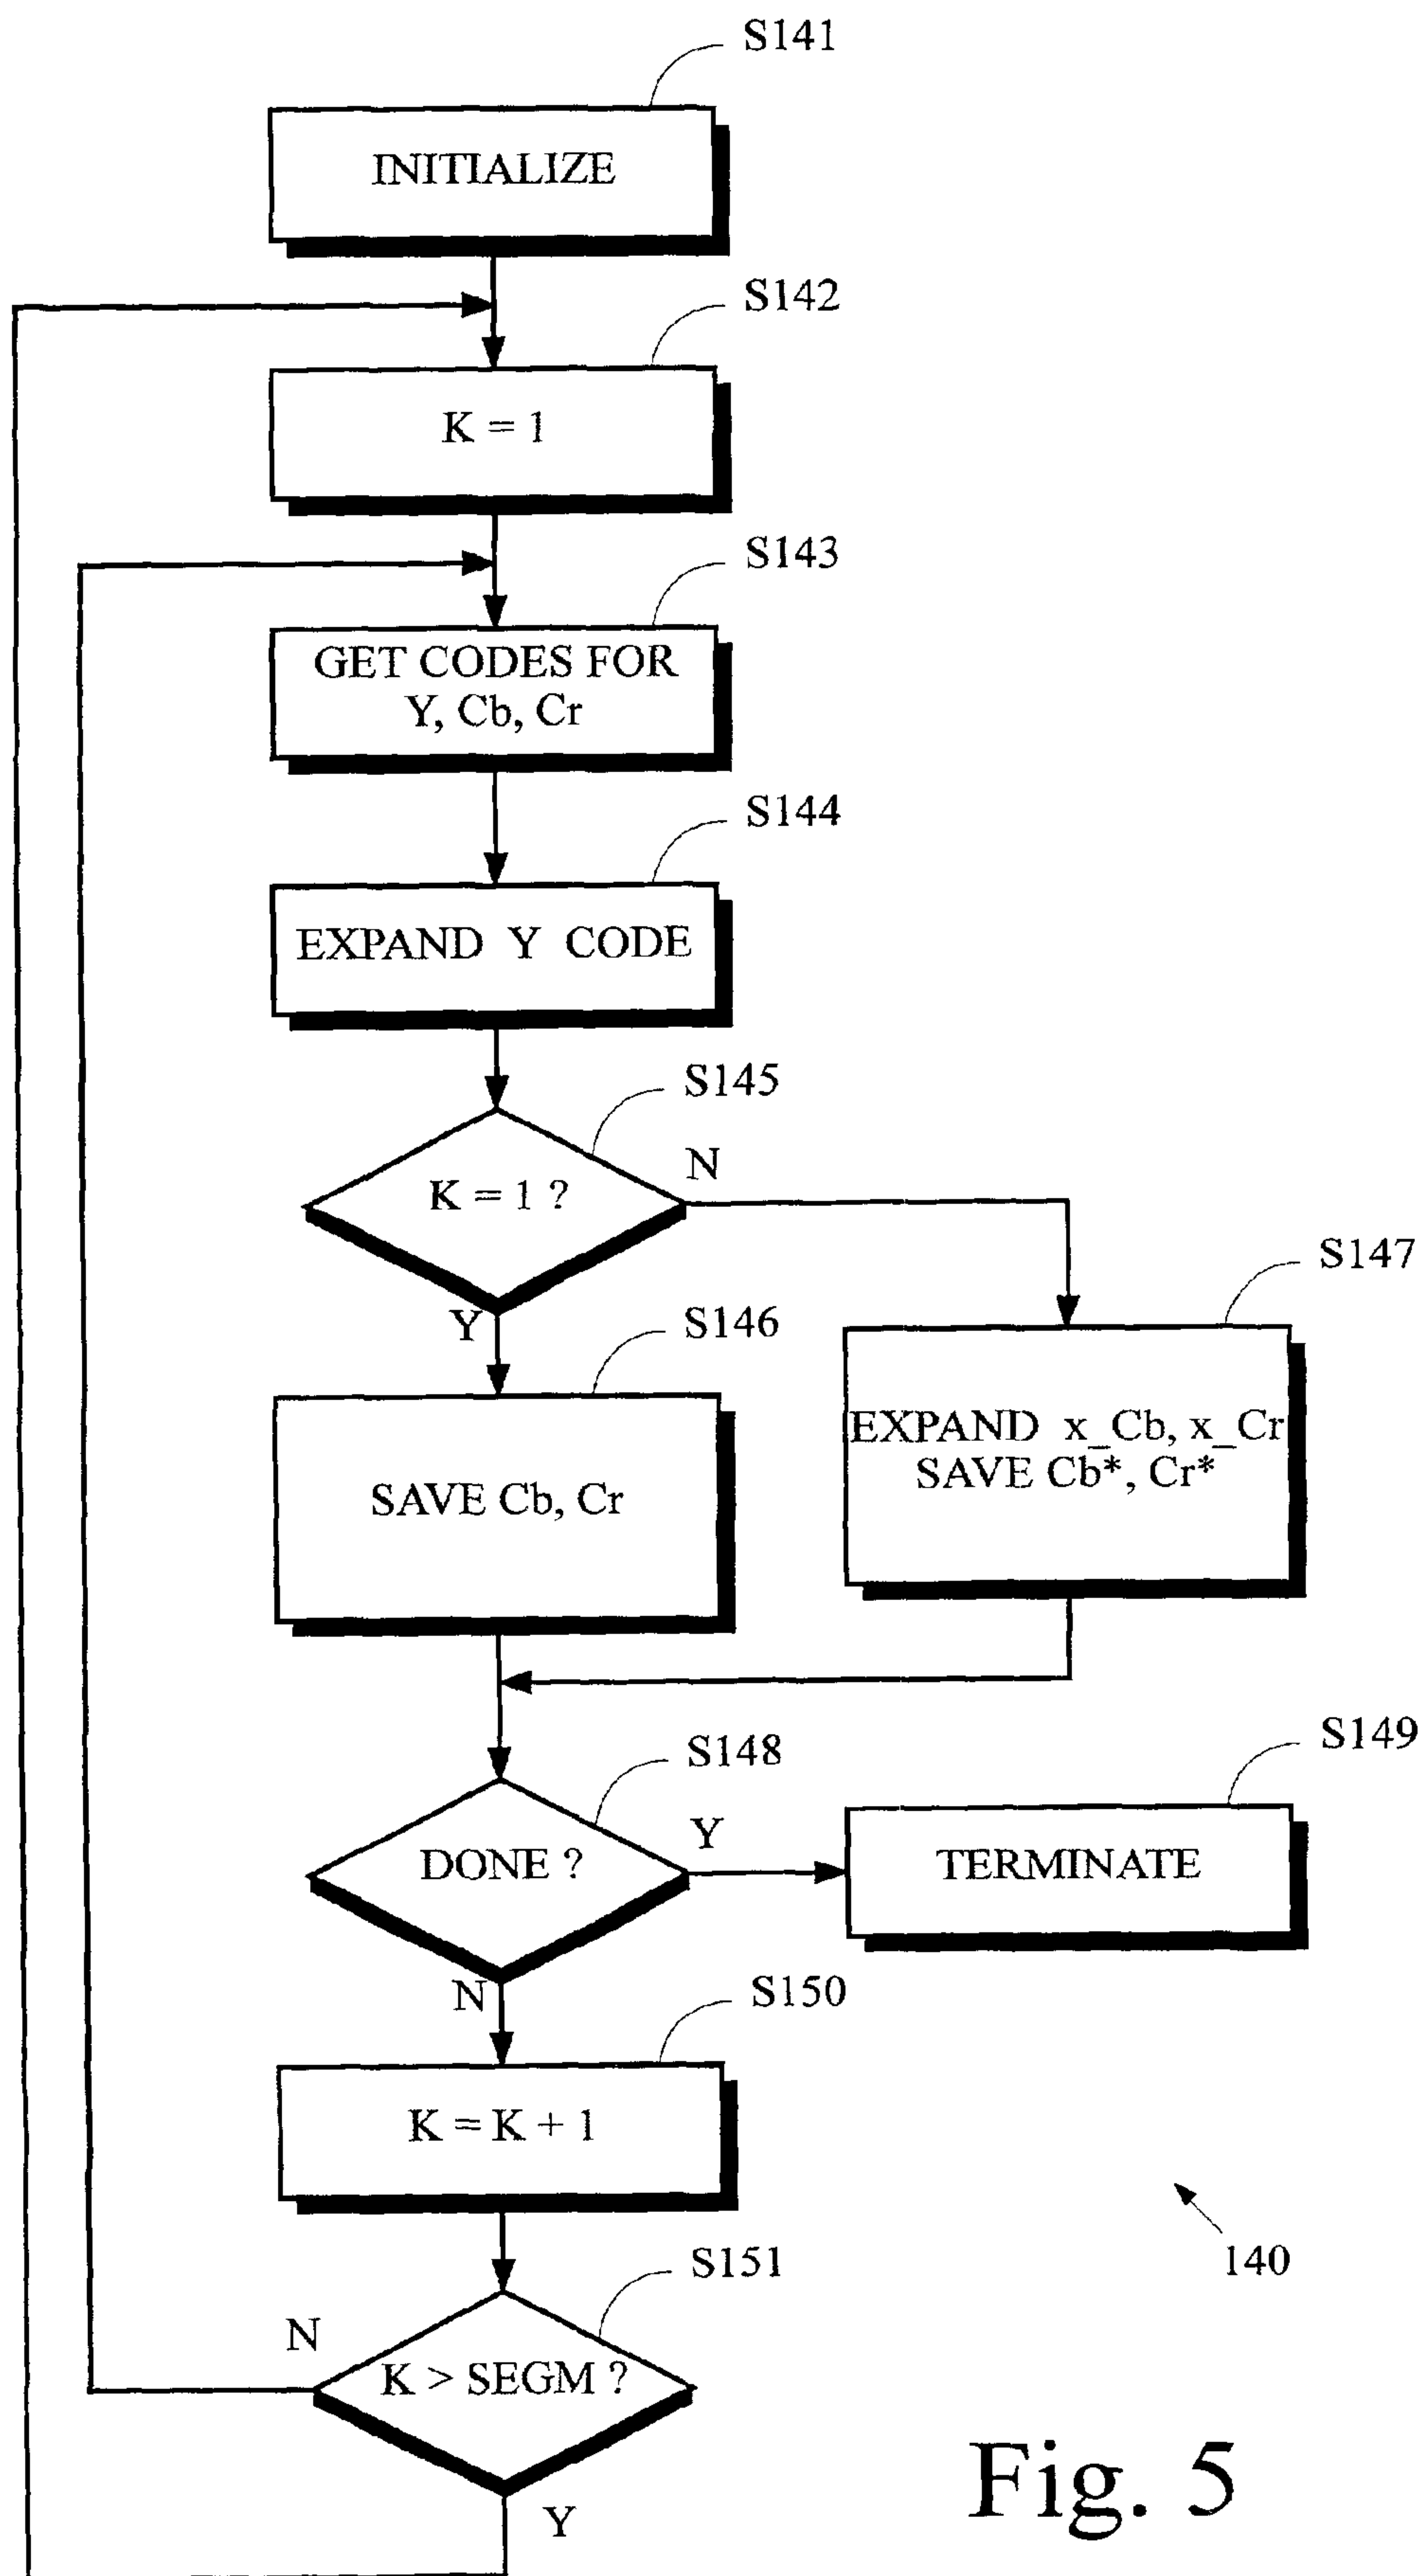 S141
INITIALIZE
S142
K = 1
S143
GET CODES FOR
Y, Cb, Cr
S144
EXPAND Y CODE
S145
K = 1 ?
N
Y
S147
EXPAND x_Cb, x_Cr
SAVE Cb*, Cr*
S146
SAVE Cb, Cr
S148
DONE ?
Y
S149
TERMINATE
N
S150
K = K + 1
140
S151
N
K > SEGM ?
Y
Fig. 5